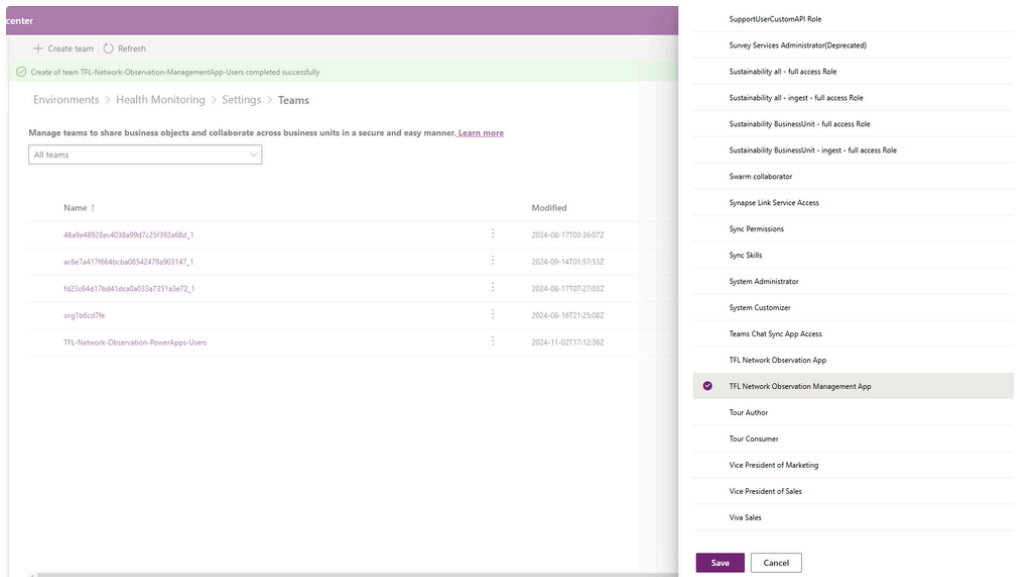 center
Create team Refresh
Create of team TFL-Network-Observation-ManagementApp-Users completed successfully
Environments > Health Monitoring > Settings > Teams
Manage teams to share business objects and collaborate across business units in a secure and easy manner. Learn more
All teams
Name ↑ Modified
48a9e48928ec4038a99d7c25f392a68d_1 2024-08-17T03:36:07Z
ac6e7a417f664bcba08542479a903147_1 2024-09-14T01:57:53Z
fd23c64d17bd41dca0a033a7351a3e72_1 2024-08-17T07:27:03Z
org1b6cd7fe 2024-08-16T21:25:08Z
TFL-Network-Observation-PowerApps-Users 2024-11-02T17:12:36Z
SupportUserCustomAPI Role
Survey Services Administrator(Deprecated)
Sustainability all - full access Role
Sustainability all - ingest - full access Role
Sustainability BusinessUnit - full access Role
Sustainability BusinessUnit - ingest - full access Role
Swarm collaborator
Synapse Link Service Access
Sync Permissions
Sync Skills
System Administrator
System Customizer
Teams Chat Sync App Access
TFL Network Observation App
TFL Network Observation Management App
Tour Author
Tour Consumer
Vice President of Marketing
Vice President of Sales
Viva Sales
Save Cancel